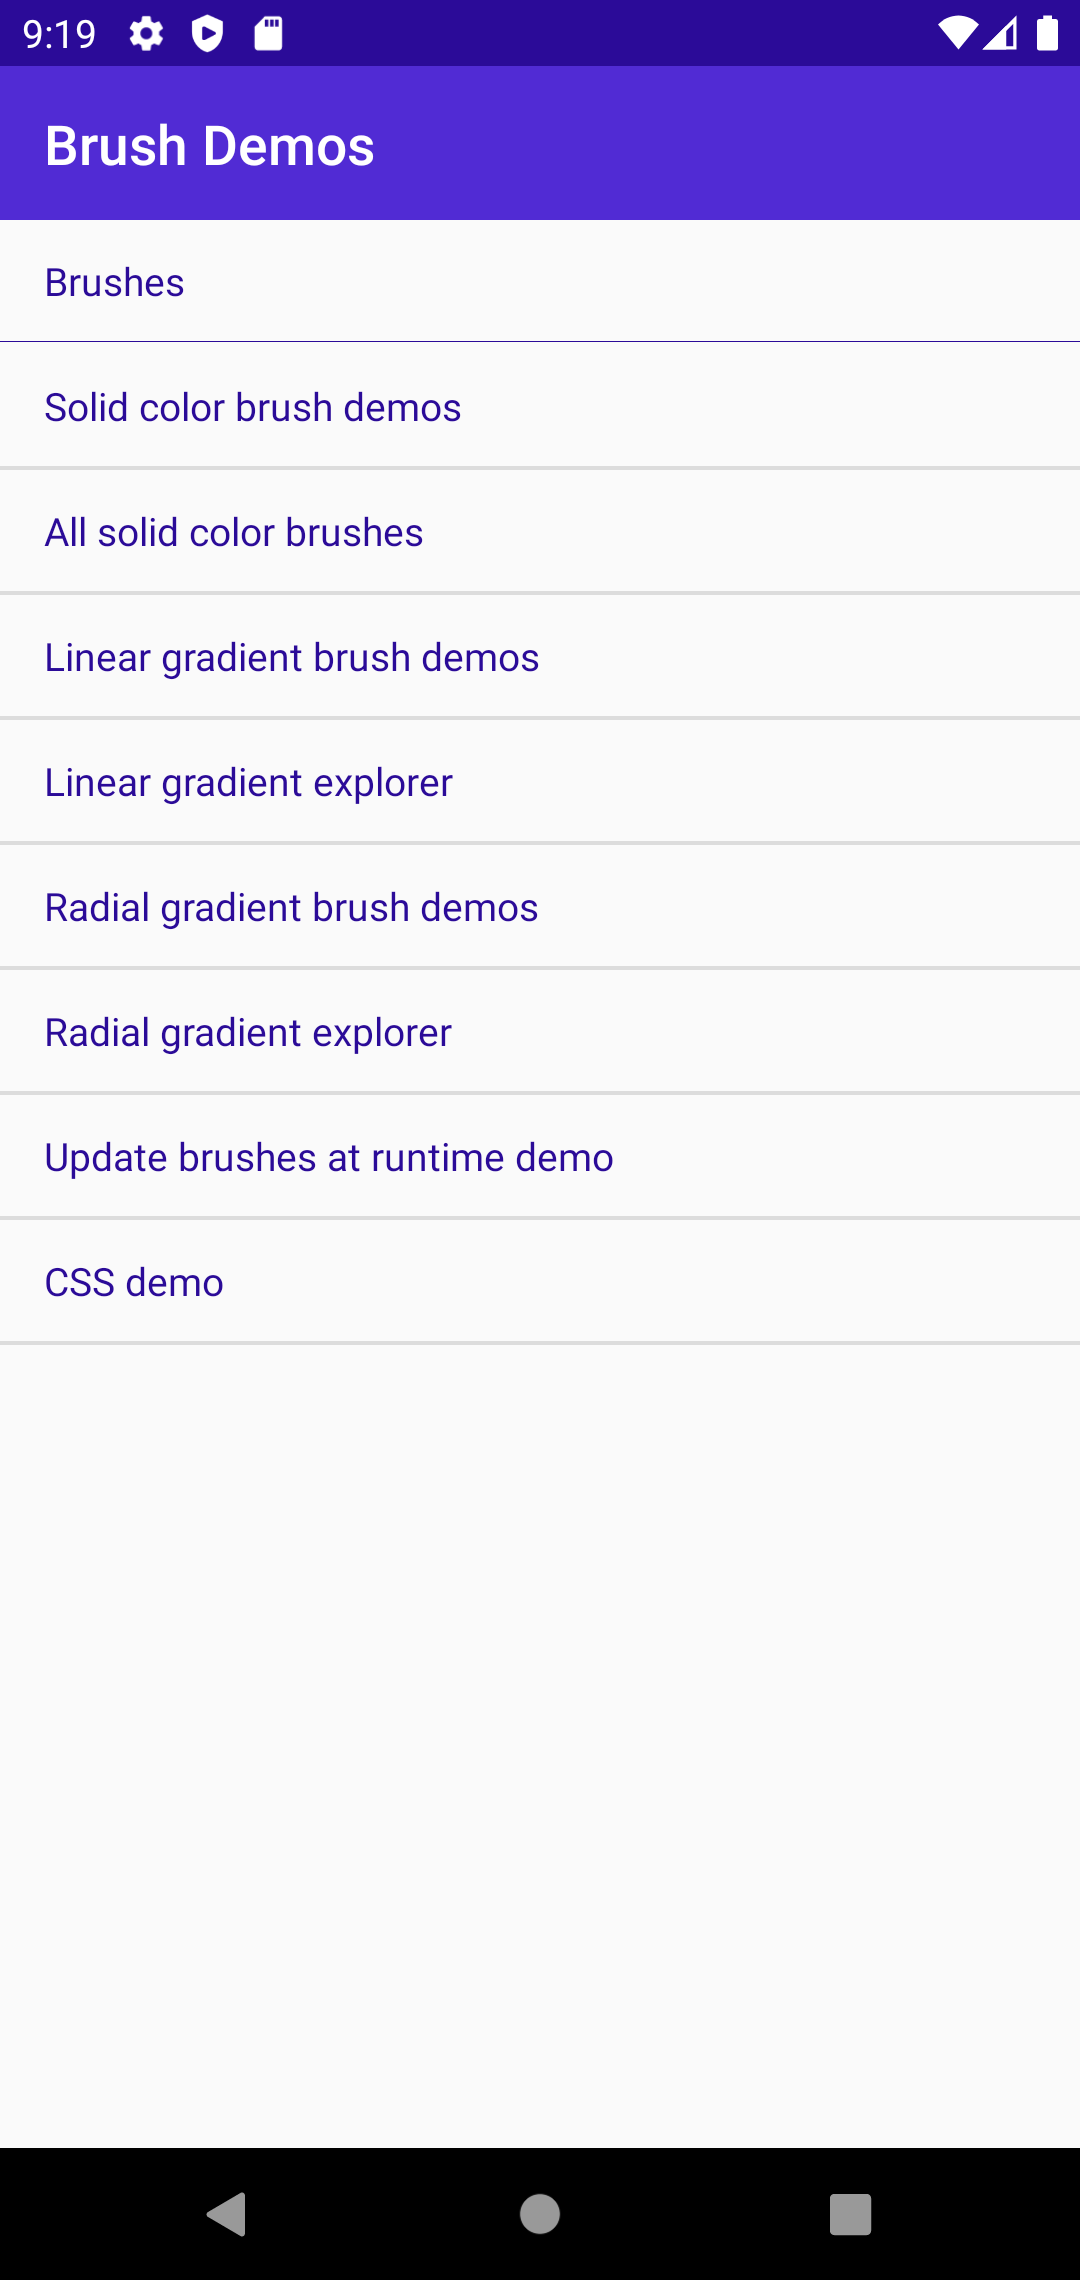 9:19
Brush Demos
Brushes
Solid color brush demos
All solid color brushes
Linear gradient brush demos
Linear gradient explorer
Radial gradient brush demos
Radial gradient explorer
Update brushes at runtime demo
CSS demo